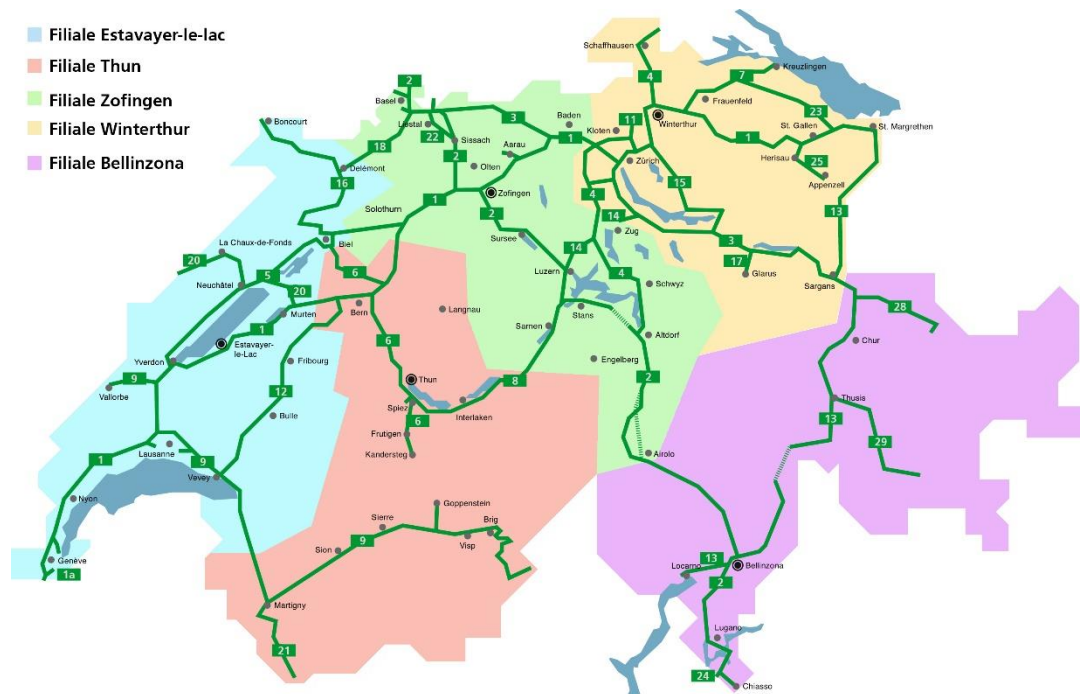 Filiale Estavayer-le-lac
Filiale Thun
Filiale Zofingen
Filiale Winterthur
Filiale Bellinzona
Schaffhausen
Kreuzlingen
2
4
7
Basel
Frauenfeld
Boncourt
Liestal
22
3
Baden
11
Kloten
Winterthur
23
St. Gallen
St. Margrethen
18
Sissach
Aarau
1
1
Herisau
25
Appenzell
Delémont
2
Olten
Zürich
15
16
Zofingen
4
1
Solothurn
2
14
13
Sursee
Zug
3
La Chaux-de-Fonds
Biel
14
17
Glarus
20
5
6
Luzern
4
Sargans
Neuchâtel
20
Schwyz
28
Murten
Bern
Langnau
Stans
1
Sarnen
Altdorf
Estavayer-
le-Lac
6
Chur
Yverdon
Fribourg
Engelberg
9
Thun
8
2
Vallorbe
12
Spiez
Interlaken
Thusis
Bulle
6
13
Frutigen
29
Lausanne
Kandersteg
Airolo
1
9
Vevey
Nyon
Goppenstein
Sierre
Brig
9
Visp
Sion
Genève
13
Bellinzona
1a
Locarno
2
Martigny
Lugano
21
24
Chiasso